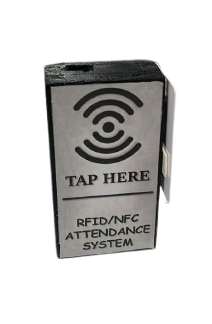 TAP HERE
RFID/NFC
ATTENDANCE
SYSTEM